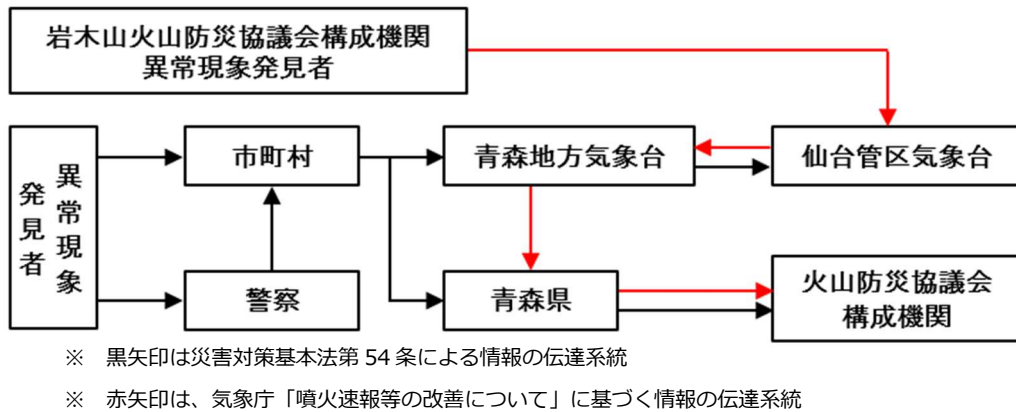 岩木山火山防災協議会構成機関
異常現象発見者
異常現象
発見者
市町村
青森地方気象台
仙台管区気象台
警察
青森県
火山防災協議会
構成機関
※ 黒矢印は災害対策基本法第 54 条による情報の伝達系統
※ 赤矢印は、気象庁「噴火速報等の改善について」に基づく情報の伝達系統